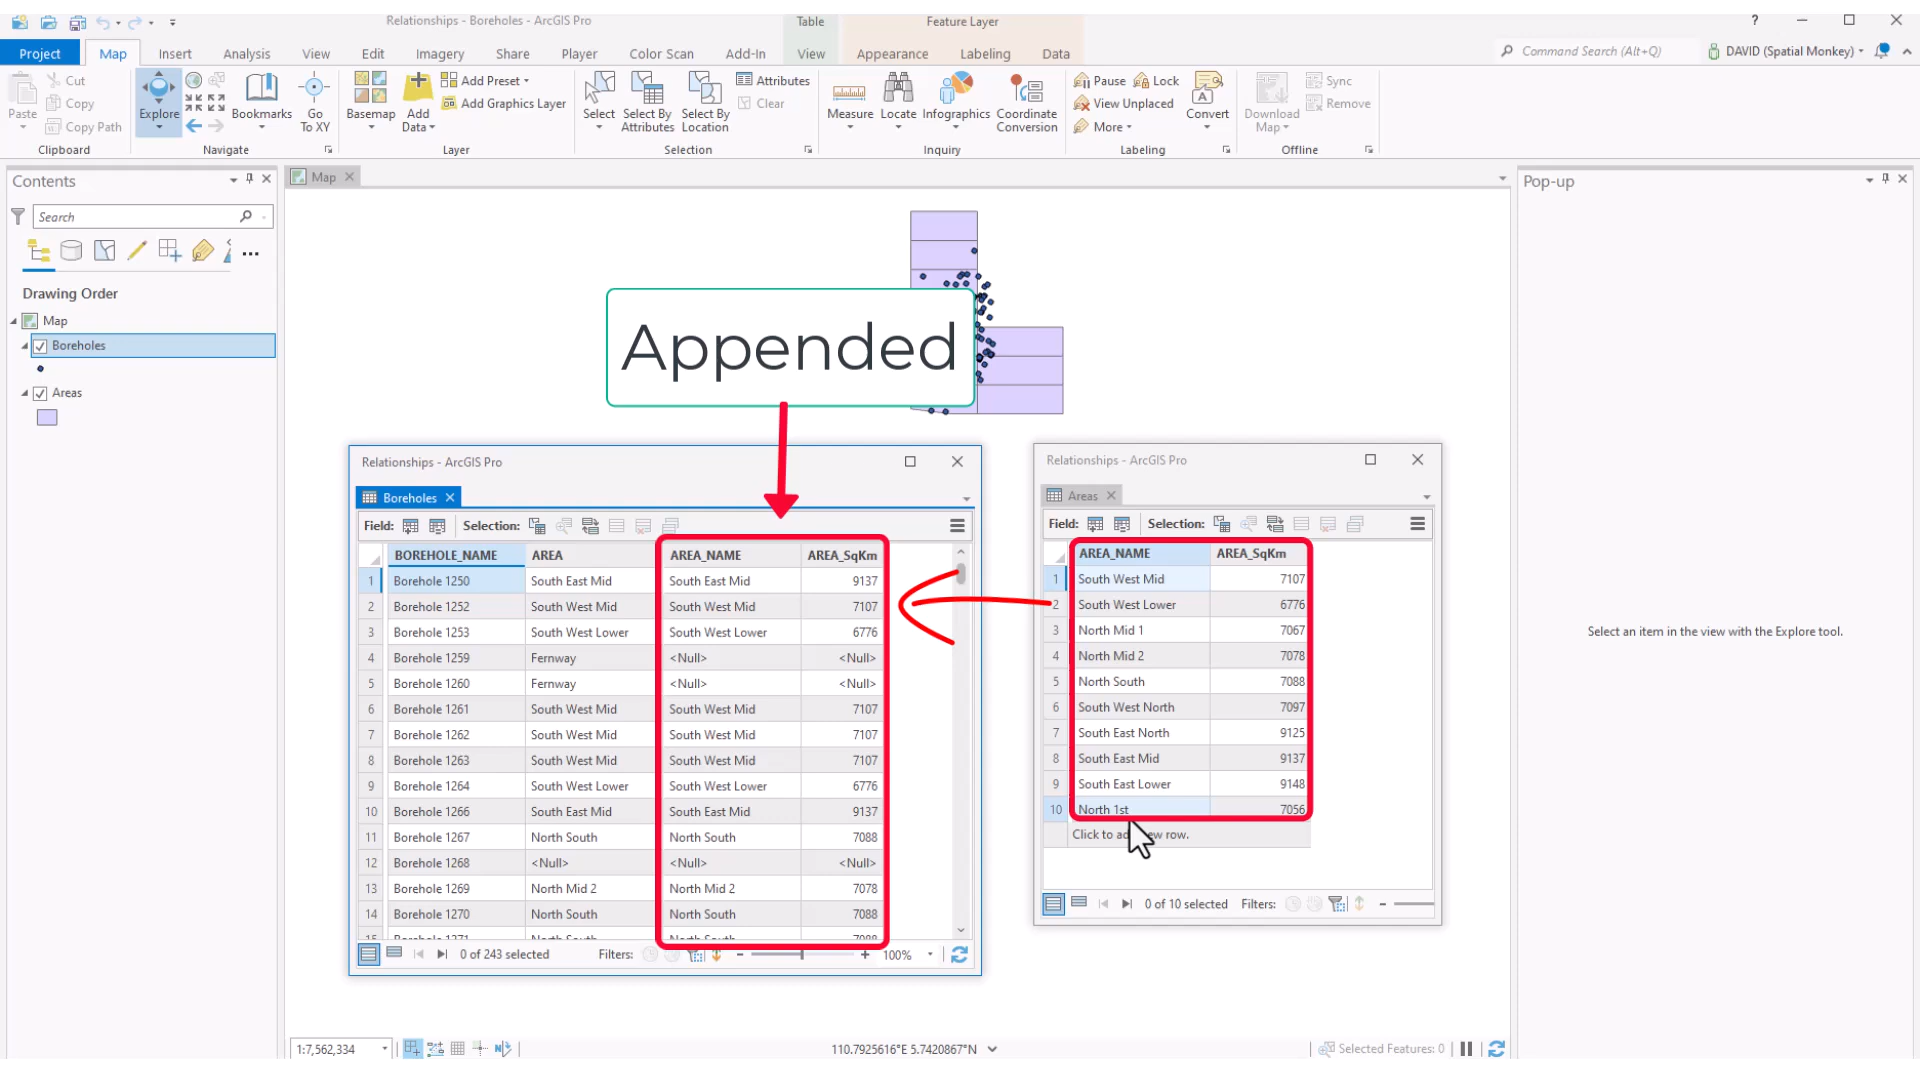 Relationships - Boreholes - ArcGIS Pro
Table
Feature Layer
?
Project
Map
Insert
Analysis
View
Edit
Imagery
Share
Player
Color Scan
Add-In
View
Appearance
Labeling
Data
Command Search (Alt+Q)
DAVID (Spatial Monkey)
Paste
Cut
Copy
Copy Path
Clipboard
Explore
Bookmarks
Go To XY
Navigate
Basemap
Add Data
Add Preset
Add Graphics Layer
Layer
Select
Select By Attributes
Select By Location
Attributes
Clear
Selection
Measure
Locate
Infographics
Coordinate Conversion
Inquiry
Pause
Lock
View Unplaced
More
Convert
Labeling
Download Map
Sync
Remove
Offline
Contents
Search
Drawing Order
Map
Boreholes
Areas
Map
Appended
Relationships - ArcGIS Pro
Boreholes
Field:
Selection:
BOREHOLE_NAME AREA AREA_NAME AREA_SqKm
1 Borehole 1250 South East Mid South East Mid 9137
2 Borehole 1252 South West Mid South West Mid 7107
3 Borehole 1253 South West Lower South West Lower 6776
4 Borehole 1259 Fernway <Null> <Null>
5 Borehole 1260 Fernway <Null> <Null>
6 Borehole 1261 South West Mid South West Mid 7107
7 Borehole 1262 South West Mid South West Mid 7107
8 Borehole 1263 South West Mid South West Mid 7107
9 Borehole 1264 South West Lower South West Lower 6776
10 Borehole 1266 South East Mid South East Mid 9137
11 Borehole 1267 North South North South 7088
12 Borehole 1268 <Null> <Null> <Null>
13 Borehole 1269 North Mid 2 North Mid 2 7078
14 Borehole 1270 North South North South 7088
0 of 243 selected
Filters:
100%
Relationships - ArcGIS Pro
Areas
Field:
Selection:
AREA_NAME AREA_SqKm
1 South West Mid 7107
2 South West Lower 6776
3 North Mid 1 7067
4 North Mid 2 7078
5 North South 7088
6 South West North 7097
7 South East North 9125
8 South East Mid 9137
9 South East Lower 9148
10 North 1st 7056
Click to row.
0 of 10 selected
Filters:
Pop-up
Select an item in the view with the Explore tool.
1:7,562,334
110.7925616°E 5.7420867°N
Selected Features: 0